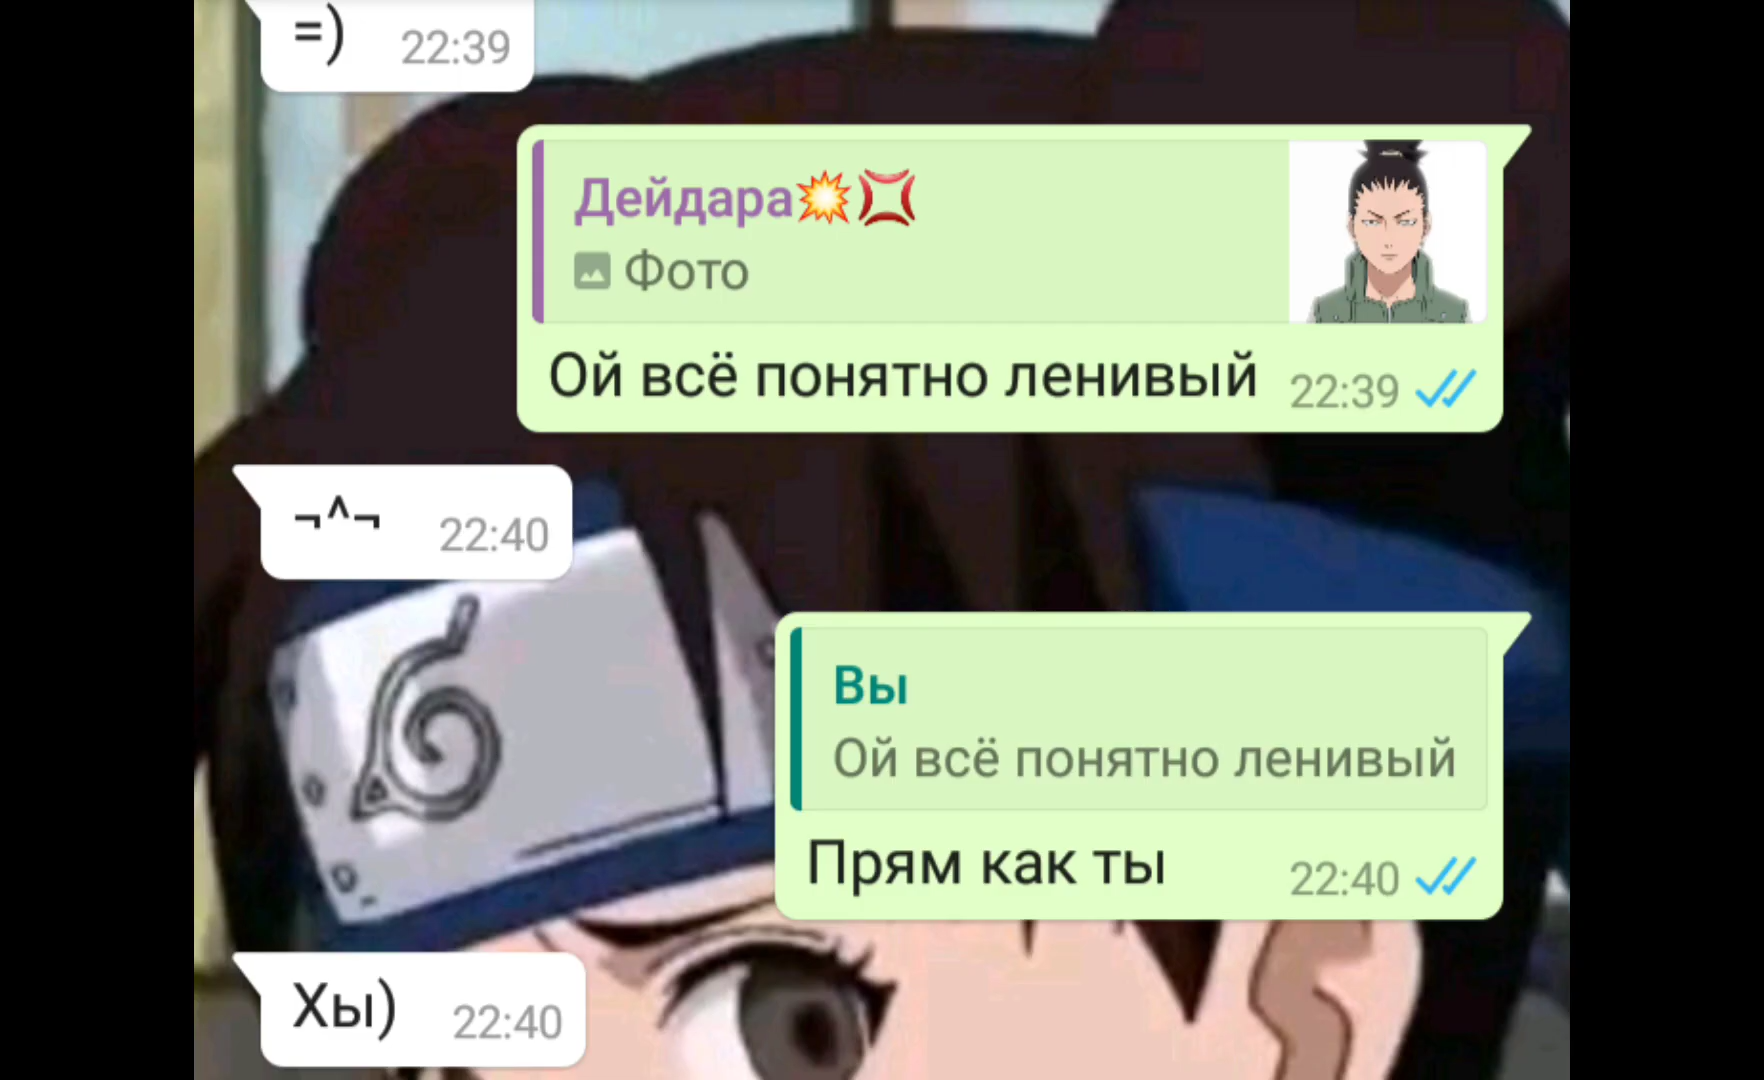 =) 22:39
Дейдара💥💢
Фото
Ой всё понятно ленивый 22:39
¬^¬ 22:40
Вы
Ой всё понятно ленивый
Прям как ты 22:40
Хы) 22:40